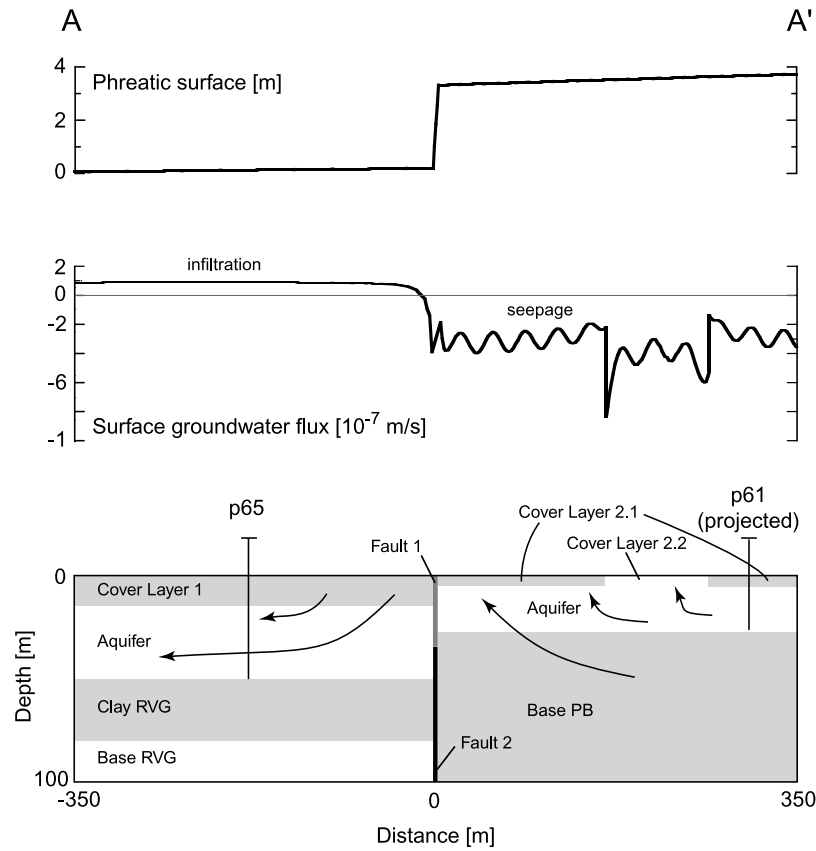 A
A'
4
Phreatic surface [m]
2
0
2
infiltration
0
seepage
-2
-6
-1
Surface groundwater flux [10⁻⁷ m/s]
p65
p61
(projected)
Cover Layer 2.1
Fault 1
Cover Layer 2.2
0
Cover Layer 1
Aquifer
Aquifer
Depth [m]
Clay RVG
Base PB
Base RVG
Fault 2
100
-350
0
350
Distance [m]